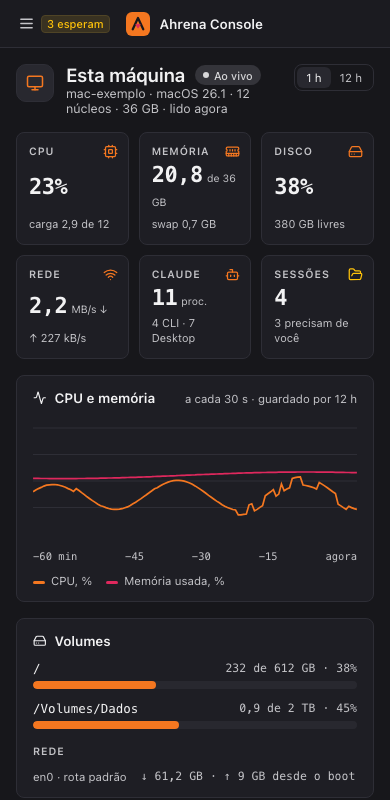 3 esperam
Ahrena Console
Esta máquina
Ao vivo
mac-exemplo · macOS 26.1 · 12
núcleos · 36 GB · lido agora
1 h
12 h
CPU
23%
carga 2,9 de 12
MEMÓRIA
20,8 de 36
GB
swap 0,7 GB
DISCO
38%
380 GB livres
REDE
2,2 MB/s ↓
↑ 227 kB/s
CLAUDE
11 proc.
4 CLI · 7
Desktop
SESSÕES
4
3 precisam de
você
CPU e memória
a cada 30 s · guardado por 12 h
−60 min −45 −30 −15 agora
CPU, % Memória usada, %
Volumes
/ 232 de 612 GB · 38%
/Volumes/Dados 0,9 de 2 TB · 45%
REDE
en0 · rota padrão ↓ 61,2 GB · ↑ 9 GB desde o boot